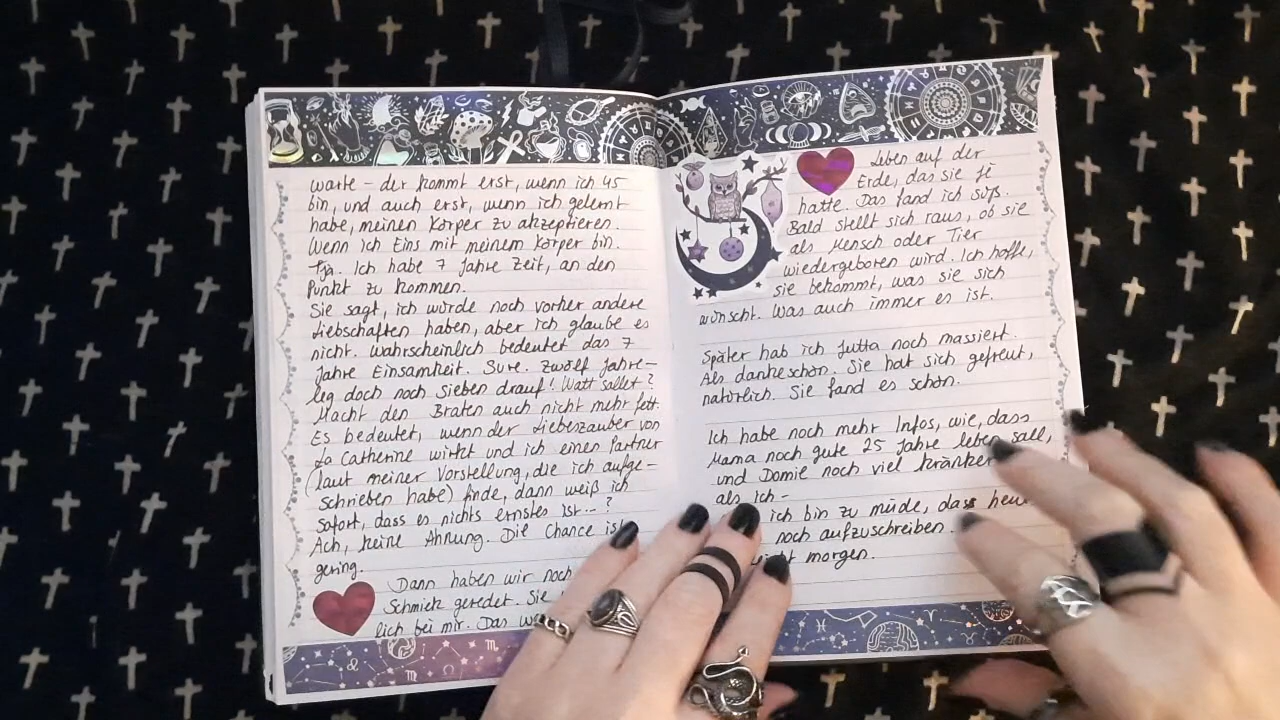 warte – der kommt erst, wenn ich 45
bin, und auch erst, wenn ich gelernt
habe, meinen Körper zu akzeptieren.
Wenn ich Eins mit meinem Körper bin.
Tja. Ich habe 7 Jahre Zeit, an den
Punkt zu kommen.
Sie sagt, ich würde noch vorher andere
Liebschaften haben, aber ich glaube es
nicht. Wahrscheinlich bedeutet das 7
Jahre Einsamkeit. Sure. Zwölf Jahre –
leg doch noch sieben drauf! Watt sallet?
Macht den Braten auch nicht mehr fett.
Es bedeutet, wenn der Liebeszauber von
La Catherine wirkt und ich einen Partner
(laut meiner Vorstellung, die ich aufge-
schrieben habe) finde, dann weiß ich
sofort, dass es nichts ernstes ist...?
Ach, keine Ahnung. Die Chance ist
gering.
Dann haben wir noch
geredet. Sie
lich bei mir. Das
Leben auf der
Erde, das sie je
hatte. Das fand ich süß.
Bald stellt sich raus, ob sie
als Mensch oder Tier
wiedergeboren wird. Ich hoffe,
sie bekommt, was sie sich
wünscht. Was auch immer es ist.
Später hab ich Jutta noch massiert.
Als dankeschön. Sie hat sich gefreut,
natürlich. Sie fand es schön.
Ich habe noch mehr Infos, wie, dass
Mama noch gute 25 Jahre leben soll,
und Domie noch viel kränker
als ich –
ich bin zu müde, das
noch aufzuschreiben.
morgen.